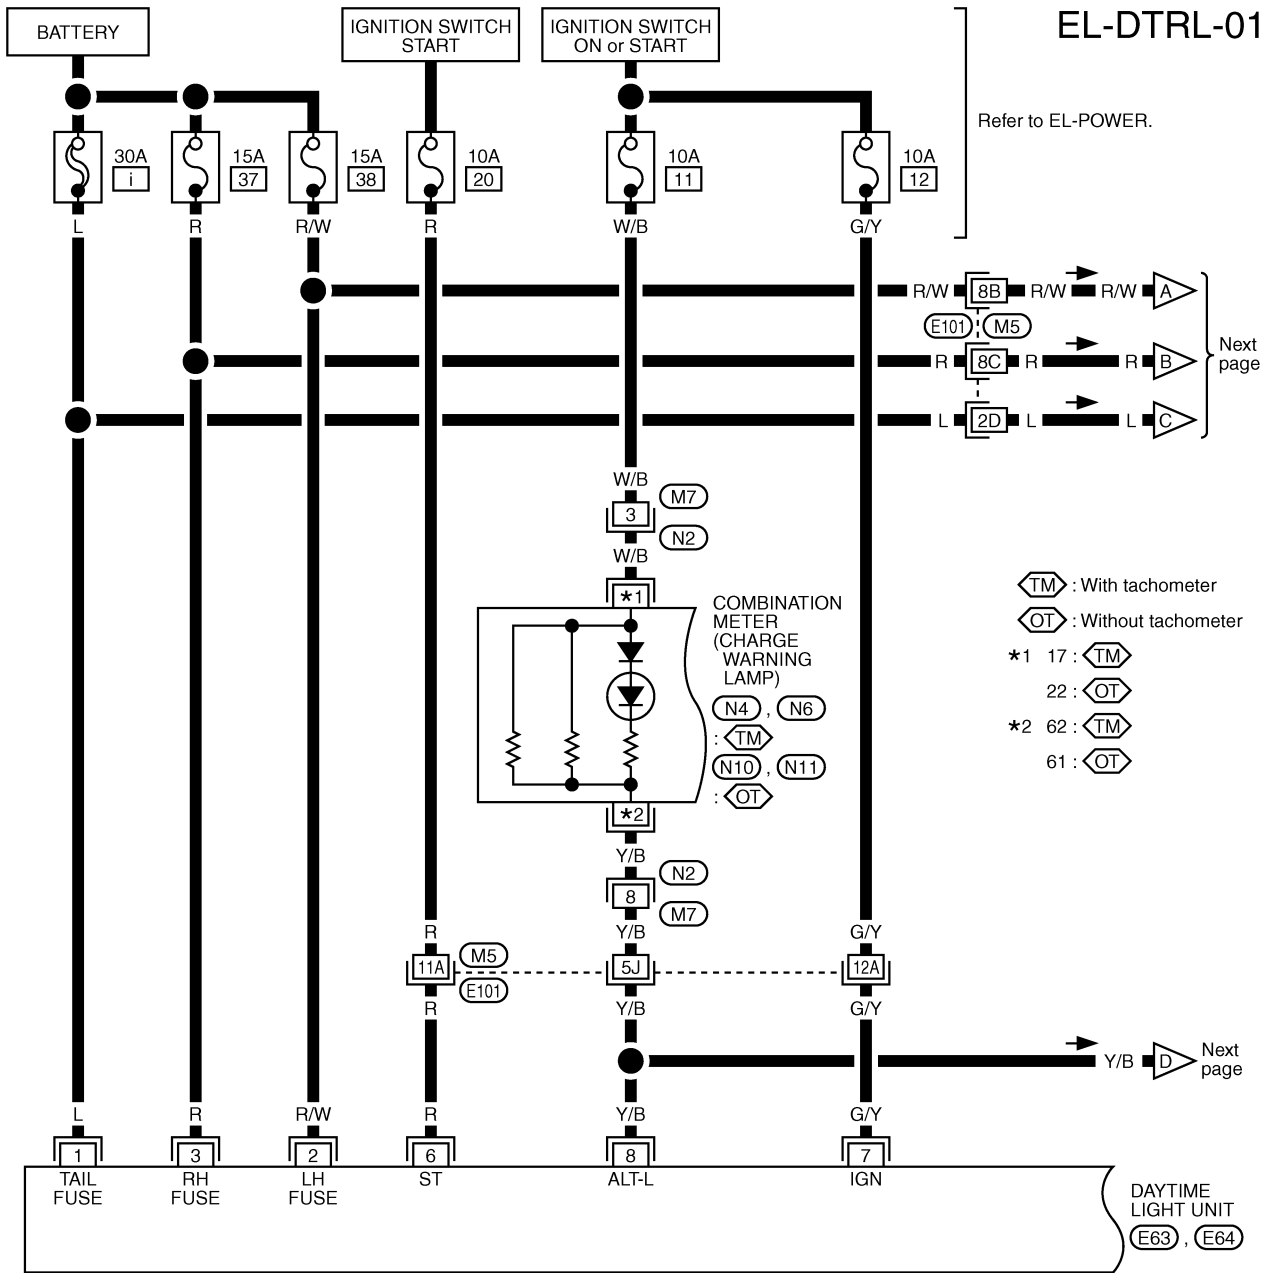 EL-DTRL-01
BATTERY
IGNITION SWITCH
START
IGNITION SWITCH
ON or START
Refer to EL-POWER.
30A
i
15A
37
15A
38
10A
20
10A
11
10A
12
L
R
R/W
R
W/B
G/Y
R/W
8B
R/W
R/W
A
E101
M5
R
8C
R
R
B
L
2D
L
L
C
Next
page
W/B
3
M7
N2
W/B
*1
COMBINATION
METER
(CHARGE
WARNING
LAMP)
N4 , N6
: TM
N10 , N11
: OT
TM : With tachometer
OT : Without tachometer
*1 17 : TM
22 : OT
*2 62 : TM
61 : OT
*2
Y/B
8
N2
M7
R
Y/B
G/Y
11A
M5
E101
5J
12A
R
Y/B
G/Y
Y/B
D
Next
page
L
R
R/W
R
Y/B
G/Y
1
3
2
6
8
7
TAIL
FUSE
RH
FUSE
LH
FUSE
ST
ALT-L
IGN
DAYTIME
LIGHT UNIT
E63 , E64